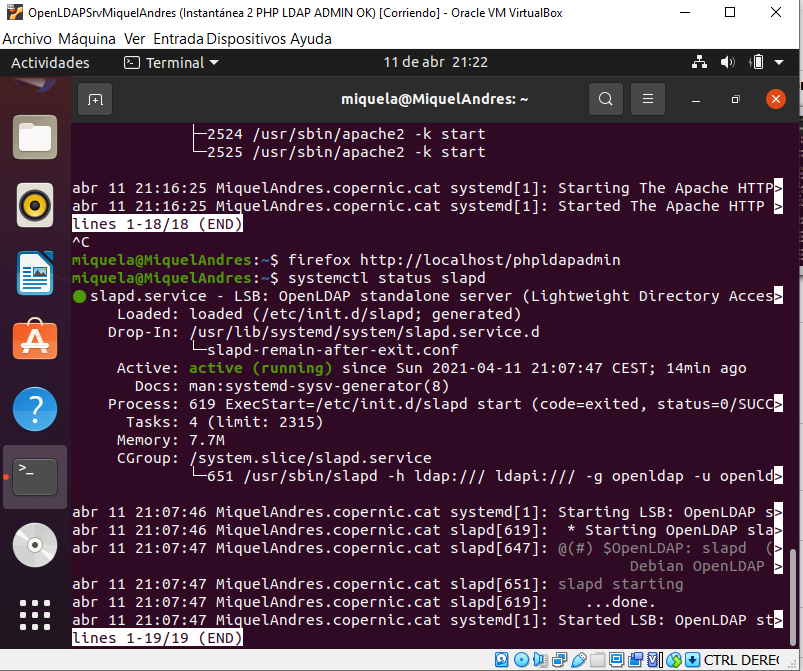 OpenLDAPSrvMiquelAndres (Instantánea 2 PHP LDAP ADMIN OK) [Corriendo] - Oracle VM VirtualBox
Archivo Máquina Ver Entrada Dispositivos Ayuda
Actividades Terminal 11 de abr 21:22
miquela@MiquelAndres: ~
├─2524 /usr/sbin/apache2 -k start
└─2525 /usr/sbin/apache2 -k start
abr 11 21:16:25 MiquelAndres.copernic.cat systemd[1]: Starting The Apache HTTP>
abr 11 21:16:25 MiquelAndres.copernic.cat systemd[1]: Started The Apache HTTP >
lines 1-18/18 (END)
^C
miquela@MiquelAndres:~$ firefox http://localhost/phpldapadmin
miquela@MiquelAndres:~$ systemctl status slapd
● slapd.service - LSB: OpenLDAP standalone server (Lightweight Directory Acces>
Loaded: loaded (/etc/init.d/slapd; generated)
Drop-In: /usr/lib/systemd/system/slapd.service.d
└─slapd-remain-after-exit.conf
Active: active (running) since Sun 2021-04-11 21:07:47 CEST; 14min ago
Docs: man:systemd-sysv-generator(8)
Process: 619 ExecStart=/etc/init.d/slapd start (code=exited, status=0/SUCC>
Tasks: 4 (limit: 2315)
Memory: 7.7M
CGroup: /system.slice/slapd.service
└─651 /usr/sbin/slapd -h ldap:/// ldapi:/// -g openldap -u openld>
abr 11 21:07:46 MiquelAndres.copernic.cat systemd[1]: Starting LSB: OpenLDAP s>
abr 11 21:07:46 MiquelAndres.copernic.cat slapd[619]: * Starting OpenLDAP sla>
abr 11 21:07:47 MiquelAndres.copernic.cat slapd[647]: @(#) $OpenLDAP: slapd (>
Debian OpenLDAP >
abr 11 21:07:47 MiquelAndres.copernic.cat slapd[651]: slapd starting
abr 11 21:07:47 MiquelAndres.copernic.cat slapd[619]: ...done.
abr 11 21:07:47 MiquelAndres.copernic.cat systemd[1]: Started LSB: OpenLDAP st>
lines 1-19/19 (END)
CTRL DEREC